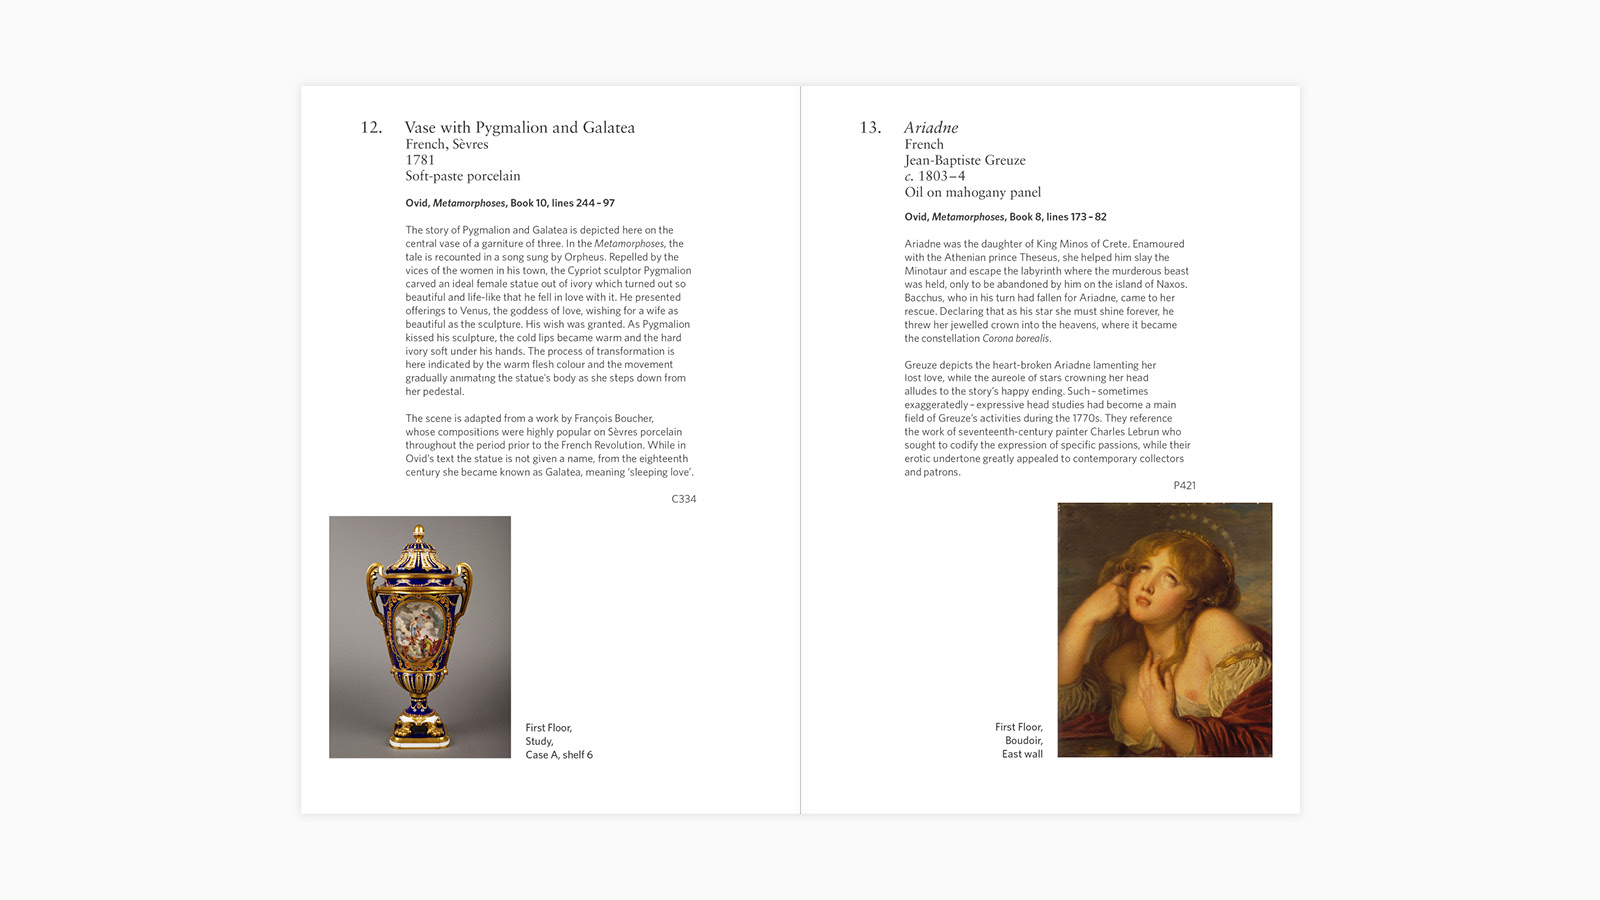 12. Vase with Pygmalion and Galatea
French, Sèvres
1781
Soft-paste porcelain
Ovid, Metamorphoses, Book 10, lines 244–97
The story of Pygmalion and Galatea is depicted here on the
central vase of a garniture of three. In the Metamorphoses, the
tale is recounted in a song sung by Orpheus. Repelled by the
vices of the women in his town, the Cypriot sculptor Pygmalion
carved an ideal female statue out of ivory which turned out so
beautiful and life-like that he fell in love with it. He presented
offerings to Venus, the goddess of love, wishing for a wife as
beautiful as the sculpture. His wish was granted. As Pygmalion
kissed his sculpture, the cold lips became warm and the hard
ivory soft under his hands. The process of transformation is
here indicated by the warm flesh colour and the movement
gradually animating the statue's body as she steps down from
her pedestal.
The scene is adapted from a work by François Boucher,
whose compositions were highly popular on Sèvres porcelain
throughout the period prior to the French Revolution. While in
Ovid's text the statue is not given a name, from the eighteenth
century she became known as Galatea, meaning ‘sleeping love’.
C334
First Floor,
Study,
Case A, shelf 6
13. Ariadne
French
Jean-Baptiste Greuze
c. 1803–4
Oil on mahogany panel
Ovid, Metamorphoses, Book 8, lines 173–82
Ariadne was the daughter of King Minos of Crete. Enamoured
with the Athenian prince Theseus, she helped him slay the
Minotaur and escape the labyrinth where the murderous beast
was held, only to be abandoned by him on the island of Naxos.
Bacchus, who in his turn had fallen for Ariadne, came to her
rescue. Declaring that as his star she must shine forever, he
threw her jewelled crown into the heavens, where it became
the constellation Corona borealis.
Greuze depicts the heart-broken Ariadne lamenting her
lost love, while the aureole of stars crowning her head
alludes to the story's happy ending. Such – sometimes
exaggeratedly – expressive head studies had become a main
field of Greuze's activities during the 1770s. They reference
the work of seventeenth-century painter Charles Lebrun who
sought to codify the expression of specific passions, while their
erotic undertone greatly appealed to contemporary collectors
and patrons.
P421
First Floor,
Boudoir,
East wall